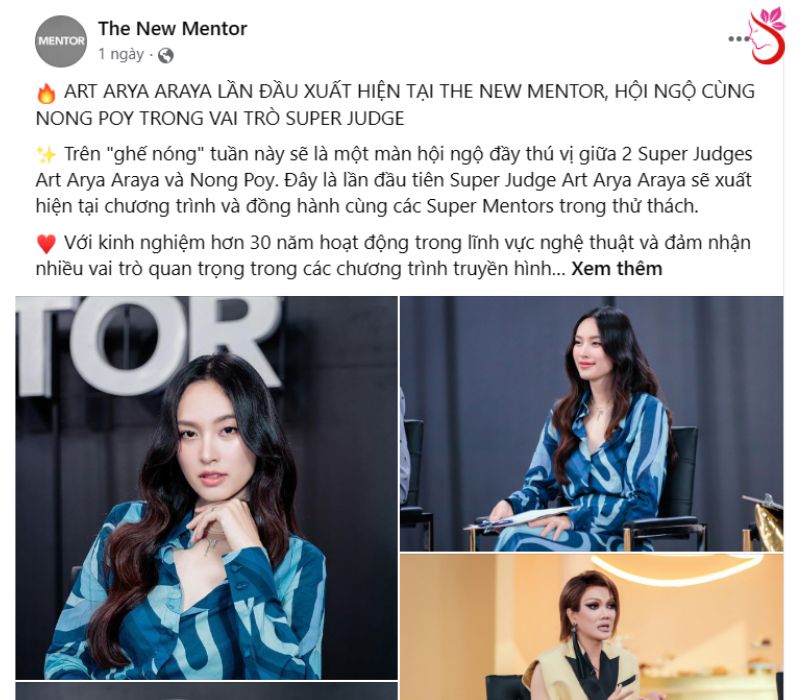 MENTOR
The New Mentor
1 ngày ·
🔥 ART ARYA ARAYA LẦN ĐẦU XUẤT HIỆN TẠI THE NEW MENTOR, HỘI NGỘ CÙNG
NONG POY TRONG VAI TRÒ SUPER JUDGE
✨ Trên "ghế nóng" tuần này sẽ là một màn hội ngộ đầy thú vị giữa 2 Super Judges
Art Arya Araya và Nong Poy. Đây là lần đầu tiên Super Judge Art Arya Araya sẽ xuất
hiện tại chương trình và đồng hành cùng các Super Mentors trong thử thách.
♥️ Với kinh nghiệm hơn 30 năm hoạt động trong lĩnh vực nghệ thuật và đảm nhận
nhiều vai trò quan trọng trong các chương trình truyền hình... Xem thêm
TOR